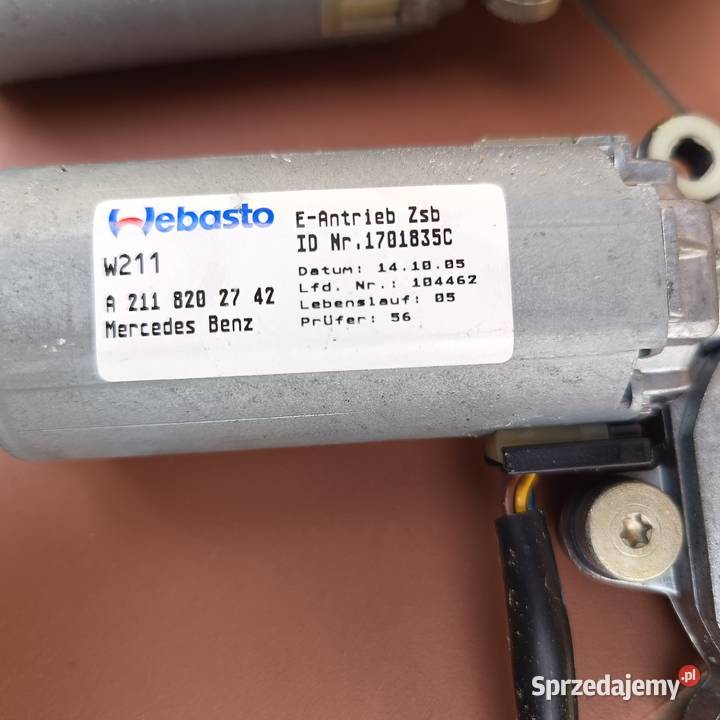 Webasto
W211
A 211 820 27 42
Mercedes Benz
E-Antrieb Zsb
ID Nr.1701835C
Datum: 14.10.05
Lfd. Nr.: 104462
Lebenslauf: 05
Prüfer: 56
Sprzedajemy.pl